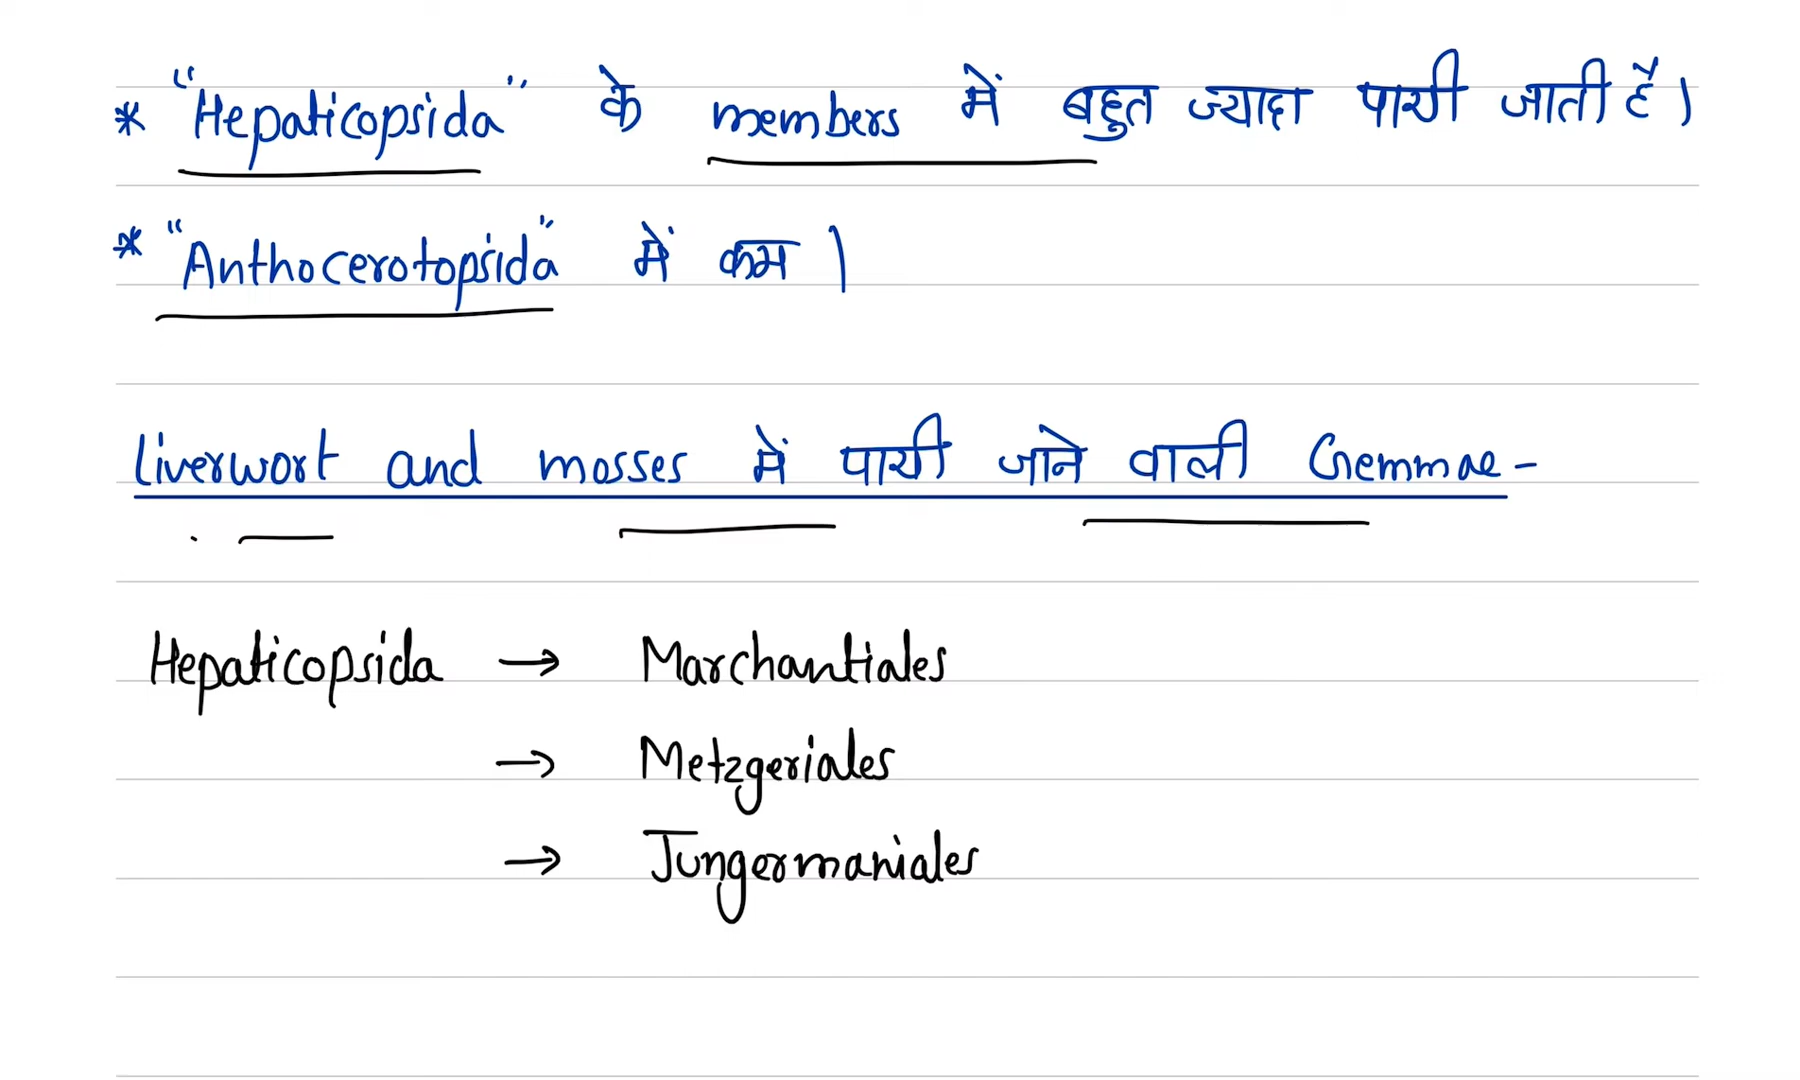 * "Hepaticopsida" के members में बहुत ज्यादा पायी जाती है।
* "Anthocerotopsida" में कम।
Liverwort and mosses में पायी जाने वाली Gemmae-
Hepaticopsida → Marchantiales
→ Metzgeriales
→ Jungermaniales